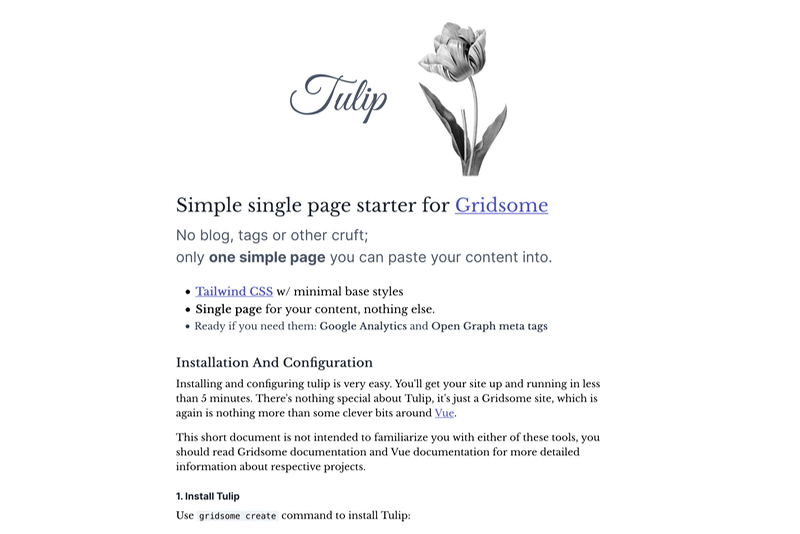 Tulip
Simple single page starter for Gridsome
No blog, tags or other cruft;
only one simple page you can paste your content into.
• Tailwind CSS w/ minimal base styles
• Single page for your content, nothing else.
• Ready if you need them: Google Analytics and Open Graph meta tags
Installation And Configuration
Installing and configuring tulip is very easy. You'll get your site up and running in less
than 5 minutes. There's nothing special about Tulip, it's just a Gridsome site, which is
again is nothing more than some clever bits around Vue.
This short document is not intended to familiarize you with either of these tools, you
should read Gridsome documentation and Vue documentation for more detailed
information about respective projects.
1. Install Tulip
Use gridsome create command to install Tulip: